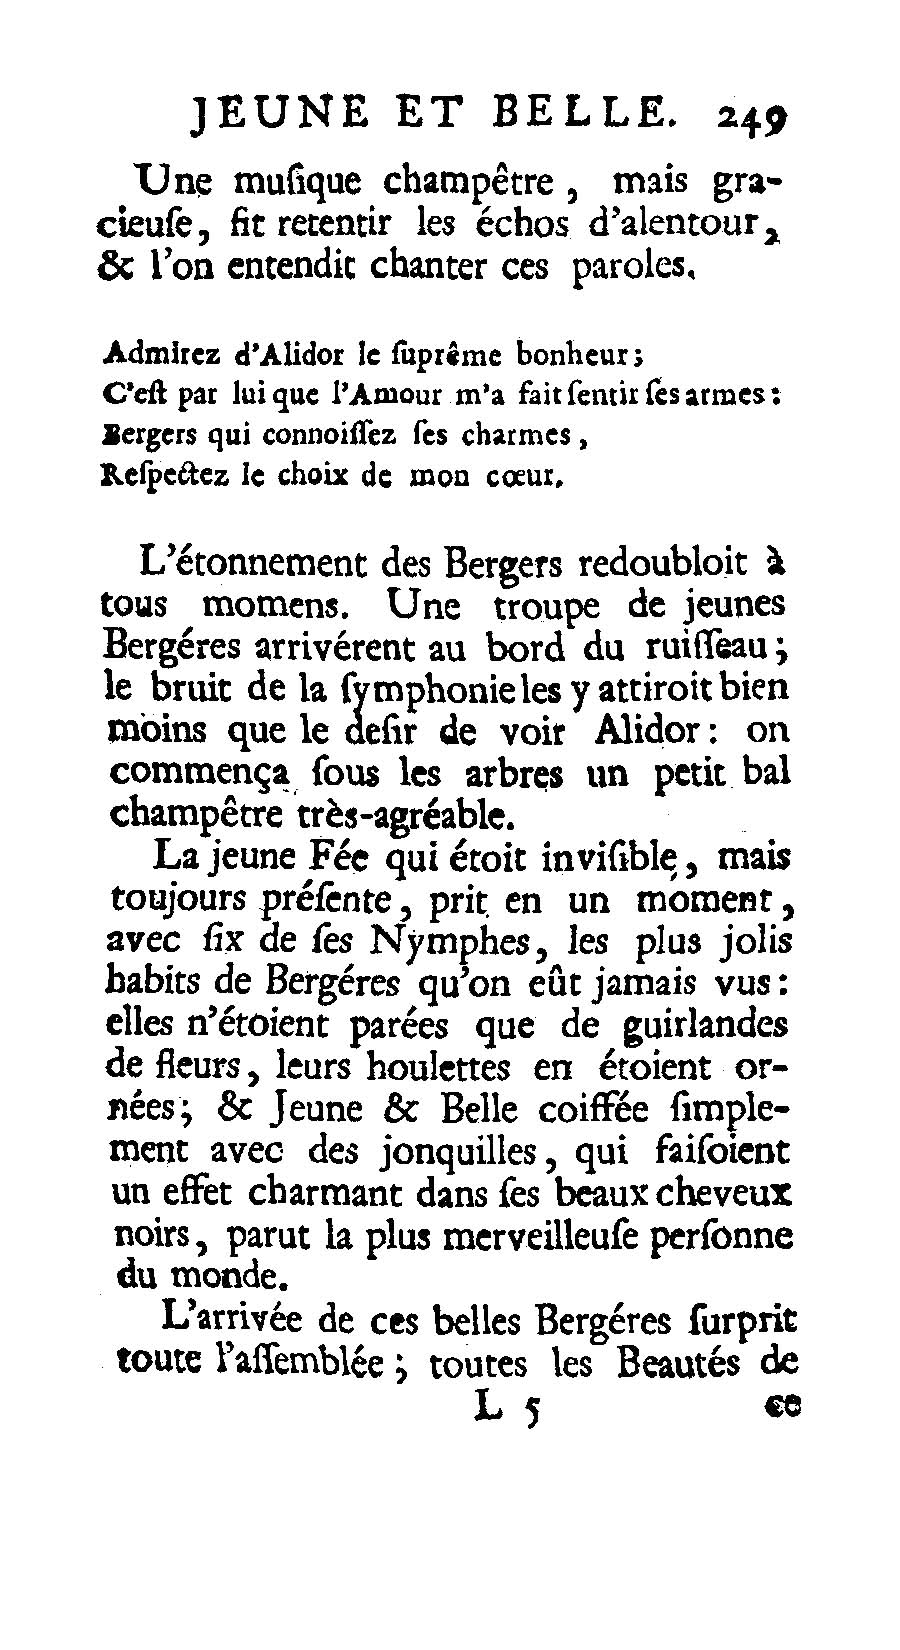 JEUNE ET BELLE. 249
Une muſique champêtre, mais gra-
cieuſe, fit retentir les échos d'alentour,
& l'on entendit chanter ces paroles.
Admirez d'Alidor le ſuprême bonheur;
C'eſt par lui que l'Amour m'a fait ſentir ſes armes:
Bergers qui connoiſſez ſes charmes,
Reſpectez le choix de mon cœur.
L'étonnement des Bergers redoubloit à
tous momens. Une troupe de jeunes
Bergéres arrivérent au bord du ruiſſeau;
le bruit de la ſymphonie les y attiroit bien
moins que le deſir de voir Alidor: on
commença ſous les arbres un petit bal
champêtre très-agréable.
La jeune Fée qui étoit inviſible, mais
toujours préſente, prit en un moment,
avec ſix de ſes Nymphes, les plus jolis
habits de Bergéres qu'on eût jamais vus:
elles n'étoient parées que de guirlandes
de fleurs, leurs houlettes en étoient or-
nées; & Jeune & Belle coiffée ſimple-
ment avec des jonquilles, qui faiſoient
un effet charmant dans ſes beaux cheveux
noirs, parut la plus merveilleuſe perſonne
du monde.
L'arrivée de ces belles Bergéres ſurprit
toute l'aſſemblée; toutes les Beautés de
L 5 ce